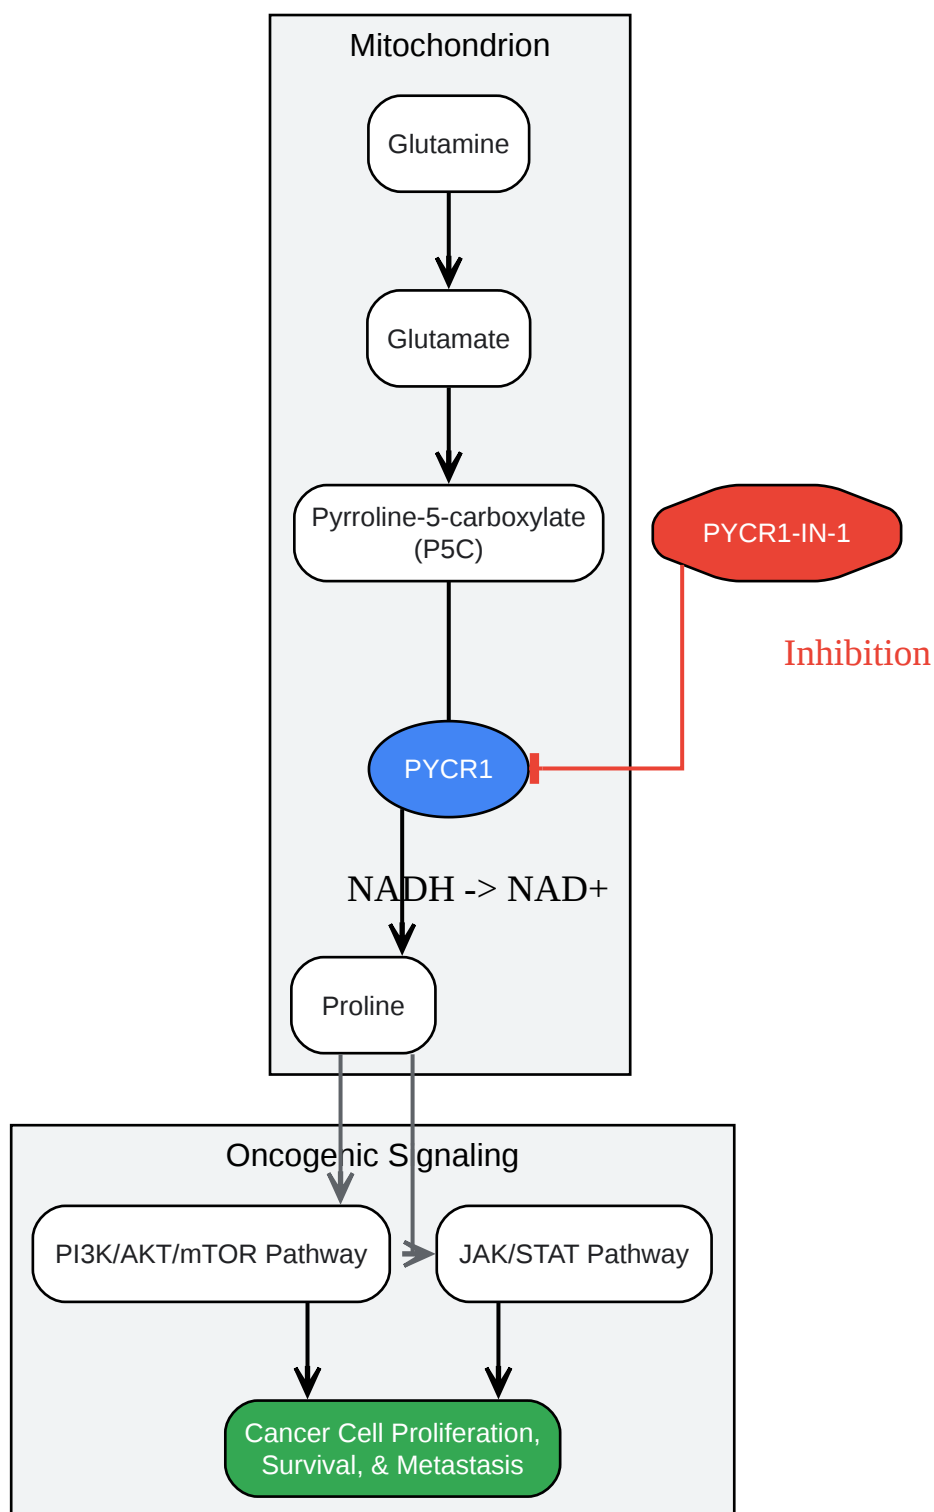 Mitochondrion
Glutamine
Glutamate
Pyrroline-5-carboxylate
(P5C)
PYCR1-IN-1
Inhibition
PYCR1
NADH -> NAD+
Proline
Oncogenic Signaling
PI3K/AKT/mTOR Pathway
JAK/STAT Pathway
Cancer Cell Proliferation,
Survival, & Metastasis